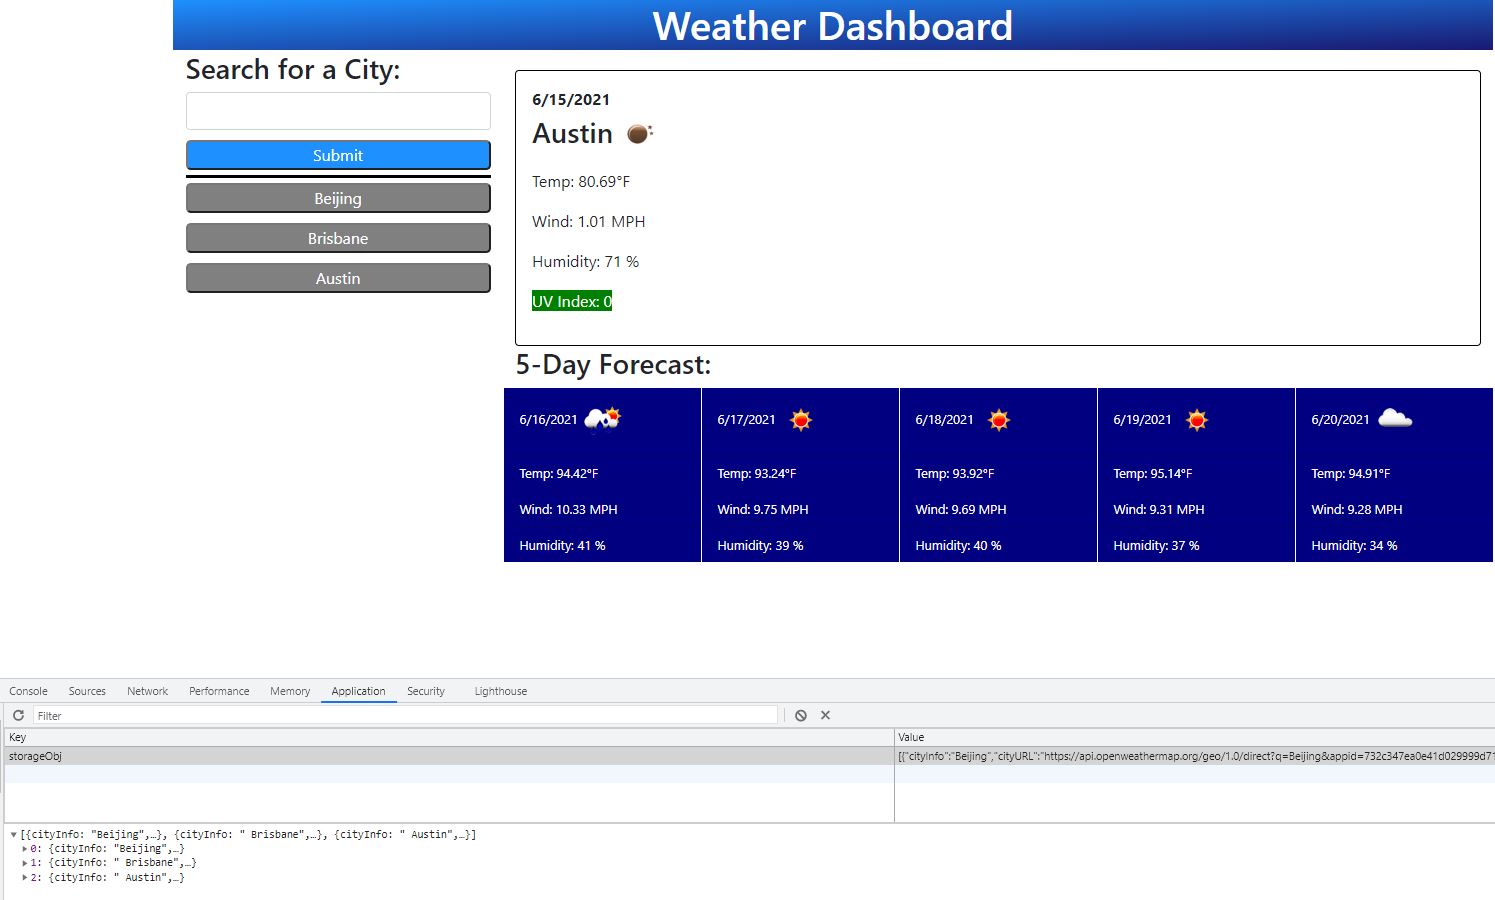 Weather Dashboard
Search for a City:
Submit
Beijing
Brisbane
Austin
6/15/2021
Austin
Temp: 80.69°F
Wind: 1.01 MPH
Humidity: 71 %
UV Index: 0
5-Day Forecast:
6/16/2021
Temp: 94.42°F
Wind: 10.33 MPH
Humidity: 41 %
6/17/2021
Temp: 93.24°F
Wind: 9.75 MPH
Humidity: 39 %
6/18/2021
Temp: 93.92°F
Wind: 9.69 MPH
Humidity: 40 %
6/19/2021
Temp: 95.14°F
Wind: 9.31 MPH
Humidity: 37 %
6/20/2021
Temp: 94.91°F
Wind: 9.28 MPH
Humidity: 34 %
Console Sources Network Performance Memory Application Security Lighthouse
Filter
Key Value
storageObj [{"cityInfo":"Beijing","cityURL":"https://api.openweathermap.org/geo/1.0/direct?q=Beijing&appid=732c347ea0e41d029999d71
[{cityInfo: "Beijing",…}, {cityInfo: " Brisbane",…}, {cityInfo: " Austin",…}]
0: {cityInfo: "Beijing",…}
1: {cityInfo: " Brisbane",…}
2: {cityInfo: " Austin",…}